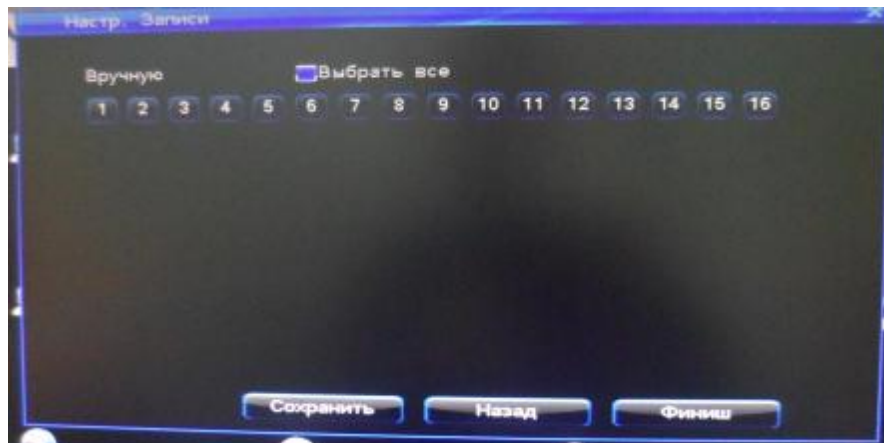 Настр. Записи
Вручную Выбрать все
1 2 3 4 5 6 7 8 9 10 11 12 13 14 15 16
Сохранить Назад Финиш